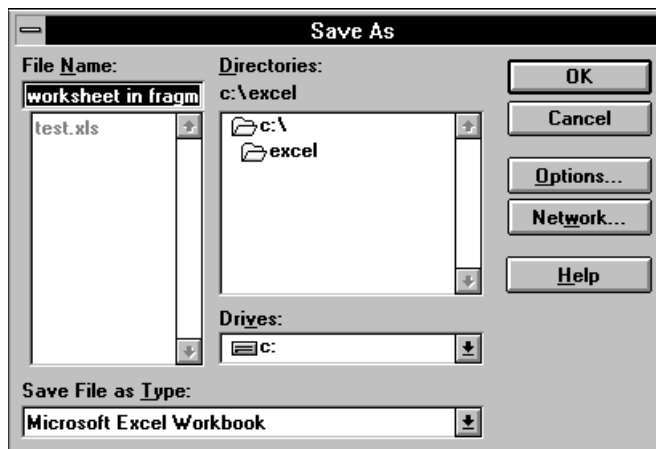 Save As
File Name:
worksheet in fragm
test.xls
Directories:
c:\excel
c:\
excel
Drives:
c:
Save File as Type:
Microsoft Excel Workbook
OK
Cancel
Options...
Network...
Help